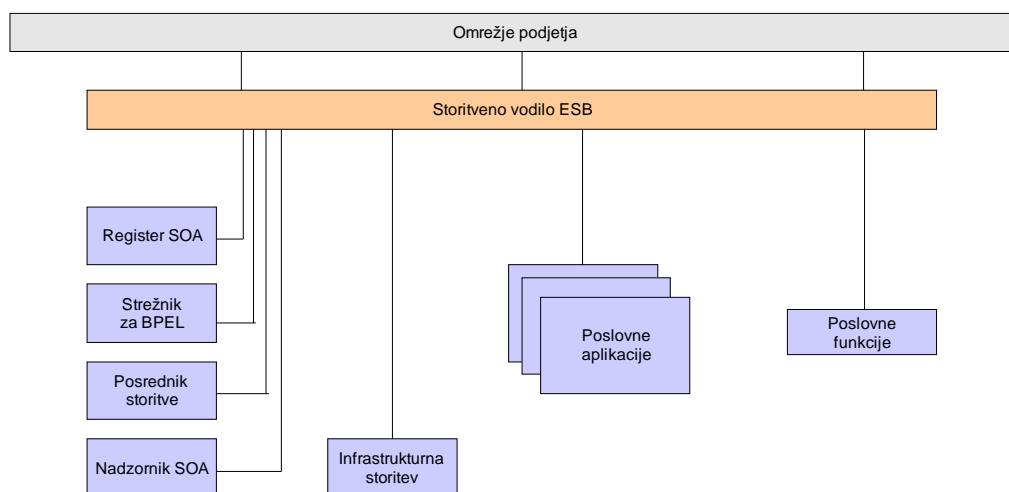 Omrežje podjetja
Storitveno vodilo ESB
Register SOA
Strežnik
za BPEL
Posrednik
storitve
Nadzornik SOA
Infrastrukturna
storitev
Poslovne
aplikacije
Poslovne
funkcije